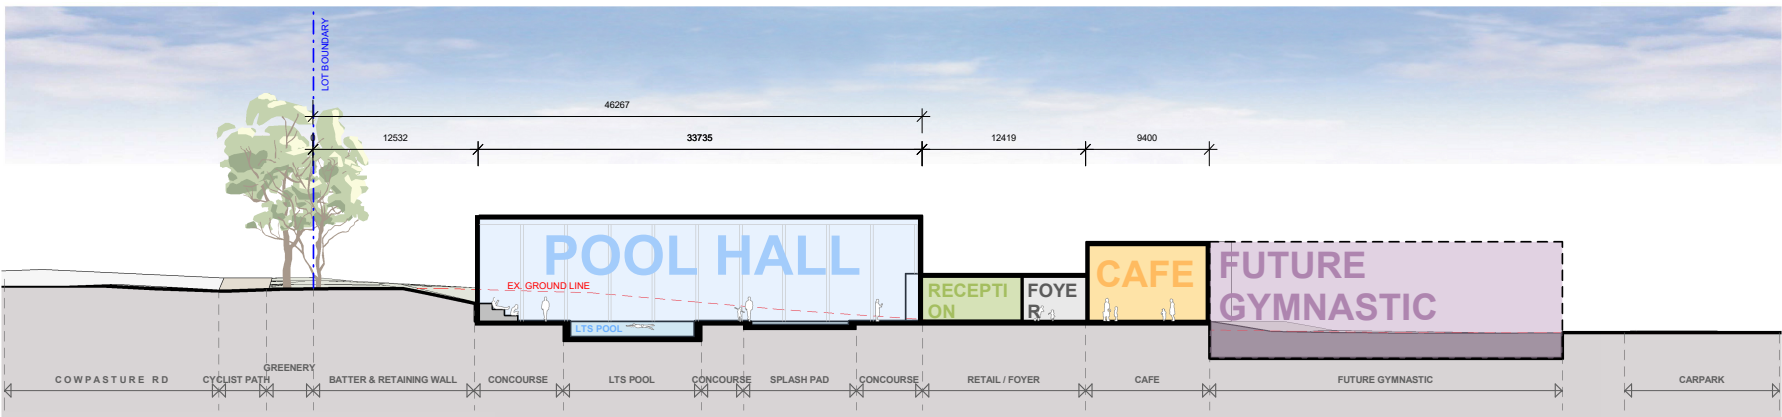 LOT BOUNDARY
46267
12532
33735
12419
9400
POOL HALL
EX. GROUND LINE
LTS POOL
RECEPTI
ON
FOYE
R
CAFE
FUTURE
GYMNASTIC
GREENERY
COWPASTURE RD
CYCLIST PATH
BATTER & RETAINING WALL
CONCOURSE
LTS POOL
CONCOURSE
SPLASH PAD
CONCOURSE
RETAIL / FOYER
CAFE
FUTURE GYMNASTIC
CARPARK